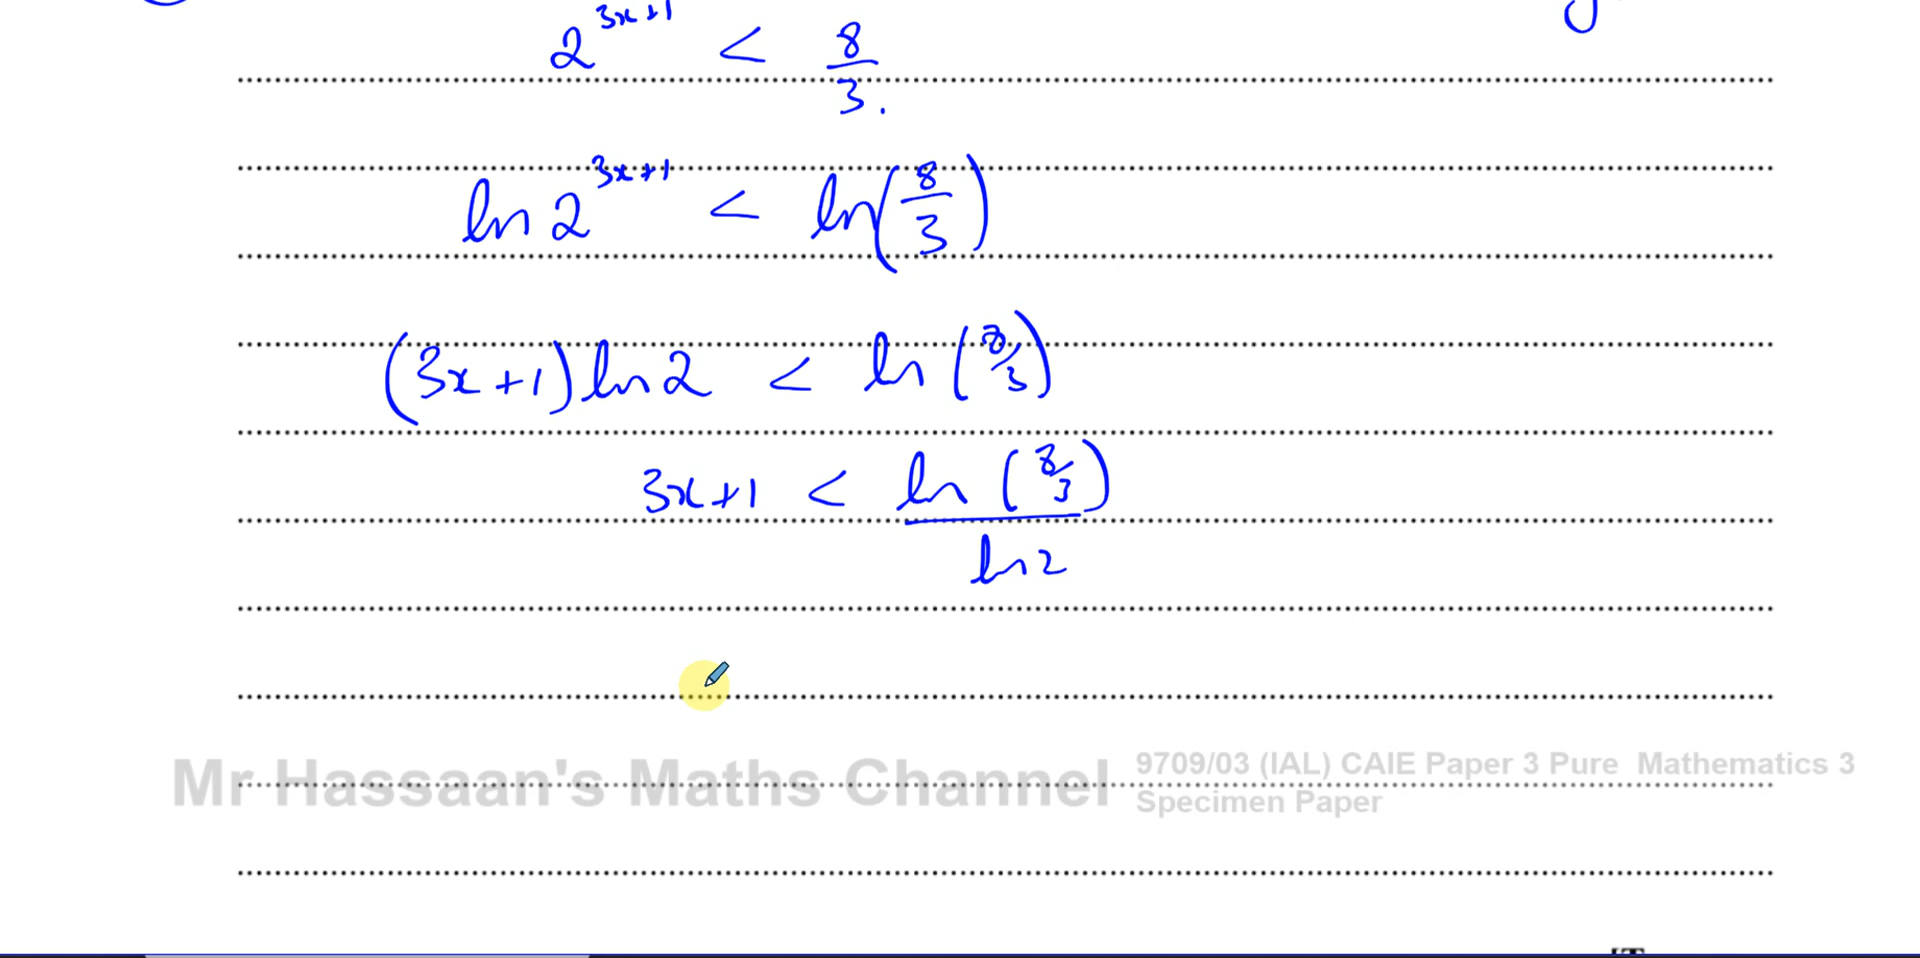 2^{3x+1} < 8/3.
ln 2^{3x+1} < ln(8/3)
(3x+1) ln 2 < ln(8/3)
3x+1 < ln(8/3) / ln 2
Mr Hassaan's Maths Channel
9709/03 (IAL) CAIE Paper 3 Pure Mathematics 3
Specimen Paper